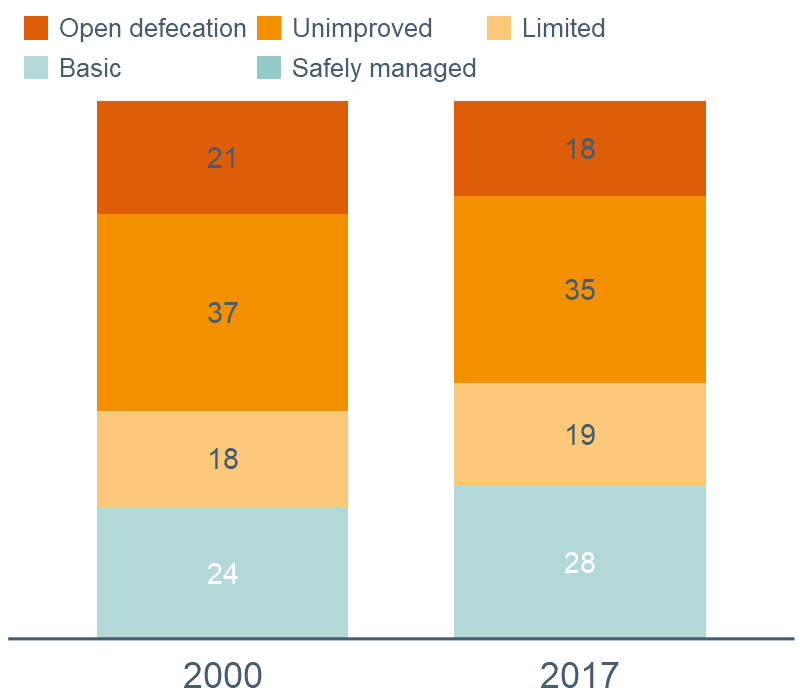 Open defecation Unimproved Limited
Basic Safely managed
21 18
37 35
18 19
24 28
2000 2017